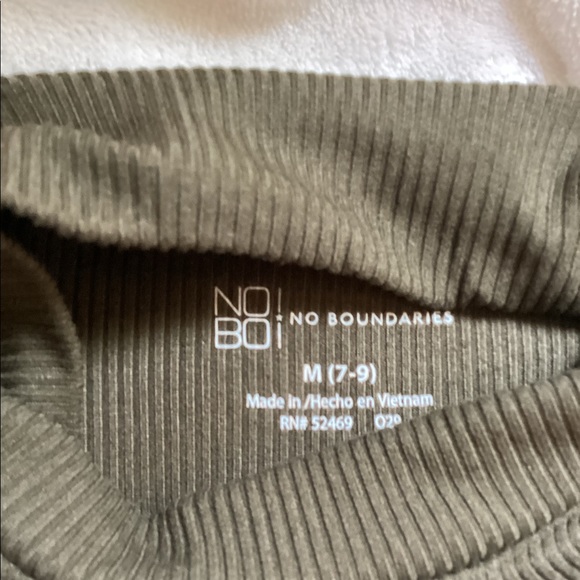 NO
BO
NO BOUNDARIES
M (7-9)
Made in/Hecho en Vietnam
RN# 52469